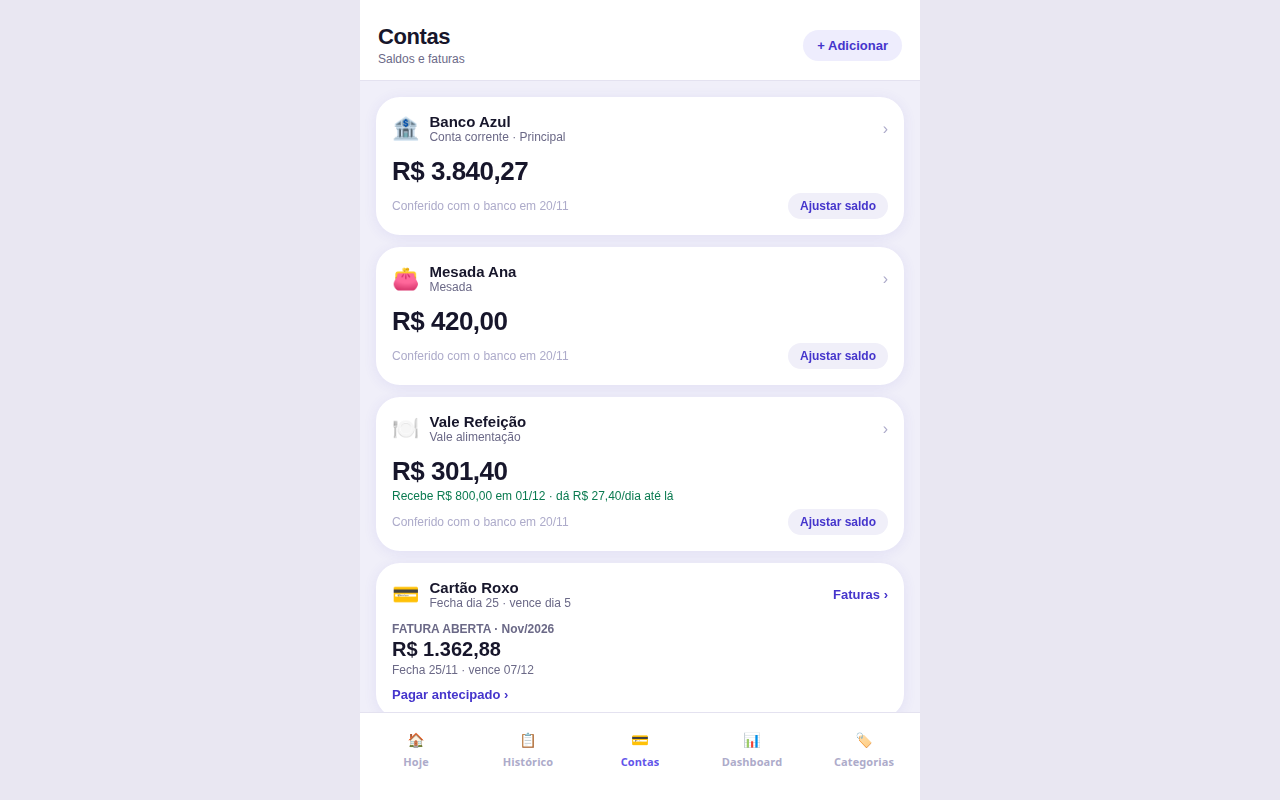 Contas
Saldos e faturas
+ Adicionar
Banco Azul
Conta corrente · Principal
›
R$ 3.840,27
Conferido com o banco em 20/11
Ajustar saldo
Mesada Ana
Mesada
›
R$ 420,00
Conferido com o banco em 20/11
Ajustar saldo
Vale Refeição
Vale alimentação
›
R$ 301,40
Recebe R$ 800,00 em 01/12 · dá R$ 27,40/dia até lá
Conferido com o banco em 20/11
Ajustar saldo
Cartão Roxo
Fecha dia 25 · vence dia 5
Faturas ›
FATURA ABERTA · Nov/2026
R$ 1.362,88
Fecha 25/11 · vence 07/12
Pagar antecipado ›
Hoje
Histórico
Contas
Dashboard
Categorias